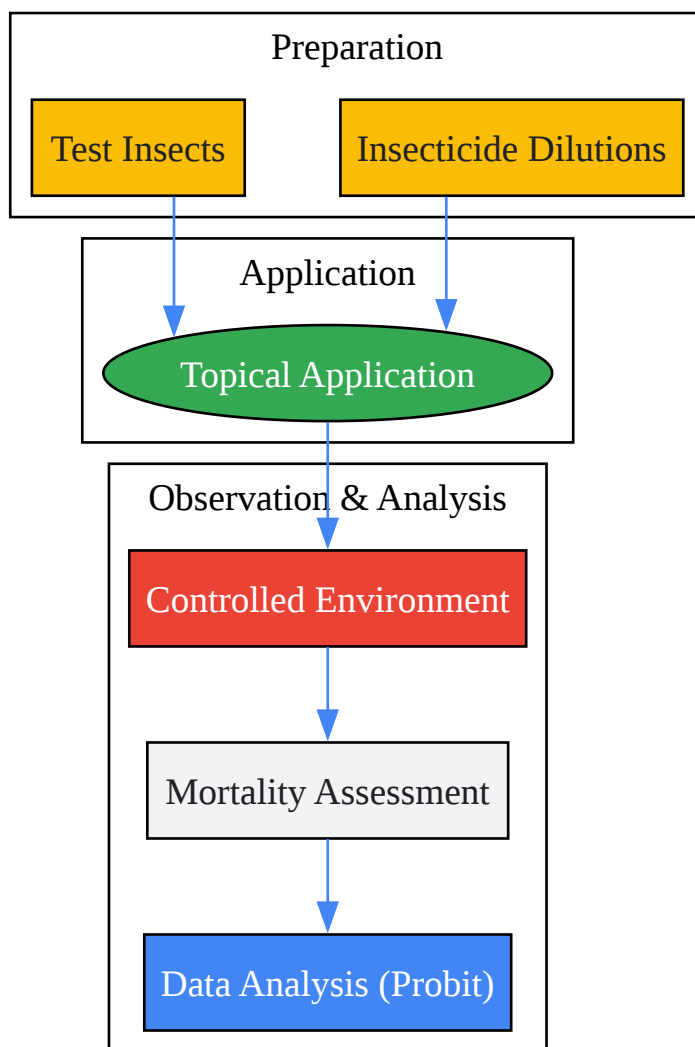 Preparation
Test Insects
Insecticide Dilutions
Application
Topical Application
Observation & Analysis
Controlled Environment
Mortality Assessment
Data Analysis (Probit)